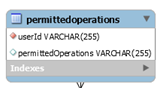 permittedoperations
userId VARCHAR(255)
permittedOperations VARCHAR(255)
Indexes